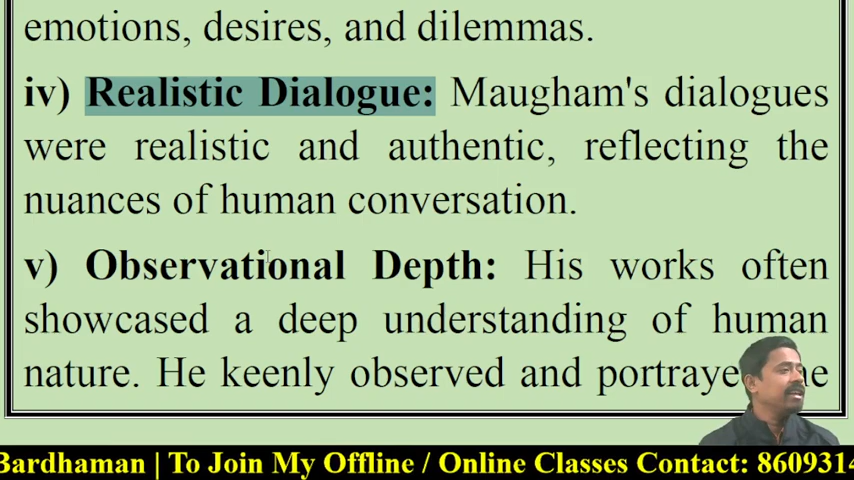 emotions, desires, and dilemmas.
iv) Realistic Dialogue: Maugham's dialogues
were realistic and authentic, reflecting the
nuances of human conversation.
v) Observational Depth: His works often
showcased a deep understanding of human
nature. He keenly observed and
Bardhaman | To Join My Offline / Online Classes Contact: 8609314